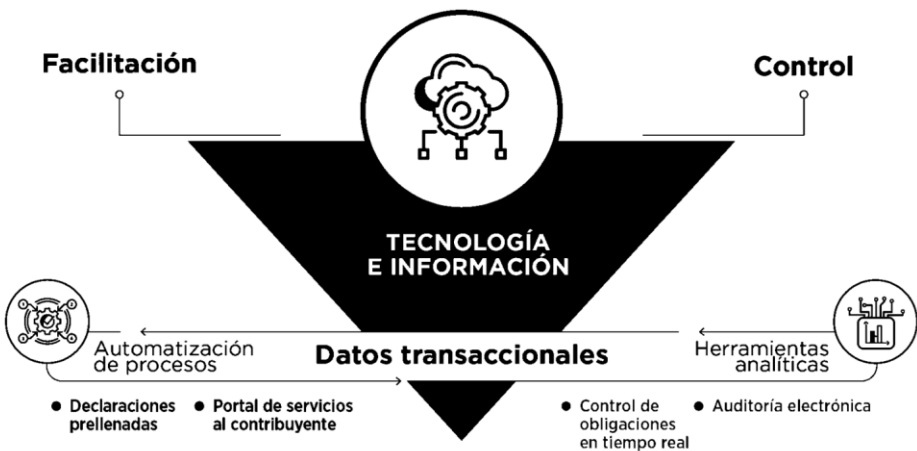 Facilitación
Control
TECNOLOGÍA
E INFORMACIÓN
Automatización
de procesos
Datos transaccionales
Herramientas
analíticas
● Declaraciones
prellenadas
● Portal de servicios
al contribuyente
● Control de
obligaciones
en tiempo real
● Auditoría electrónica